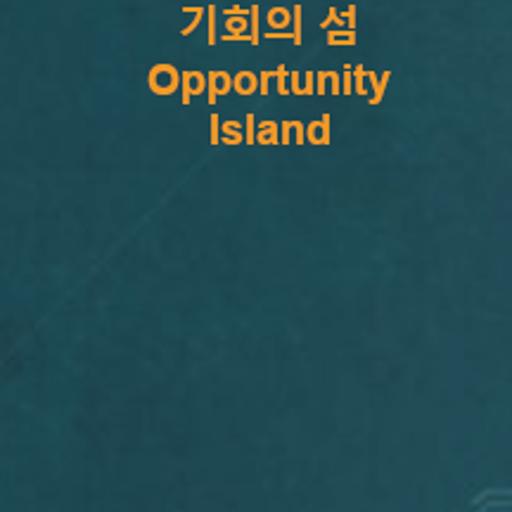 기회의 섬
Opportunity
Island